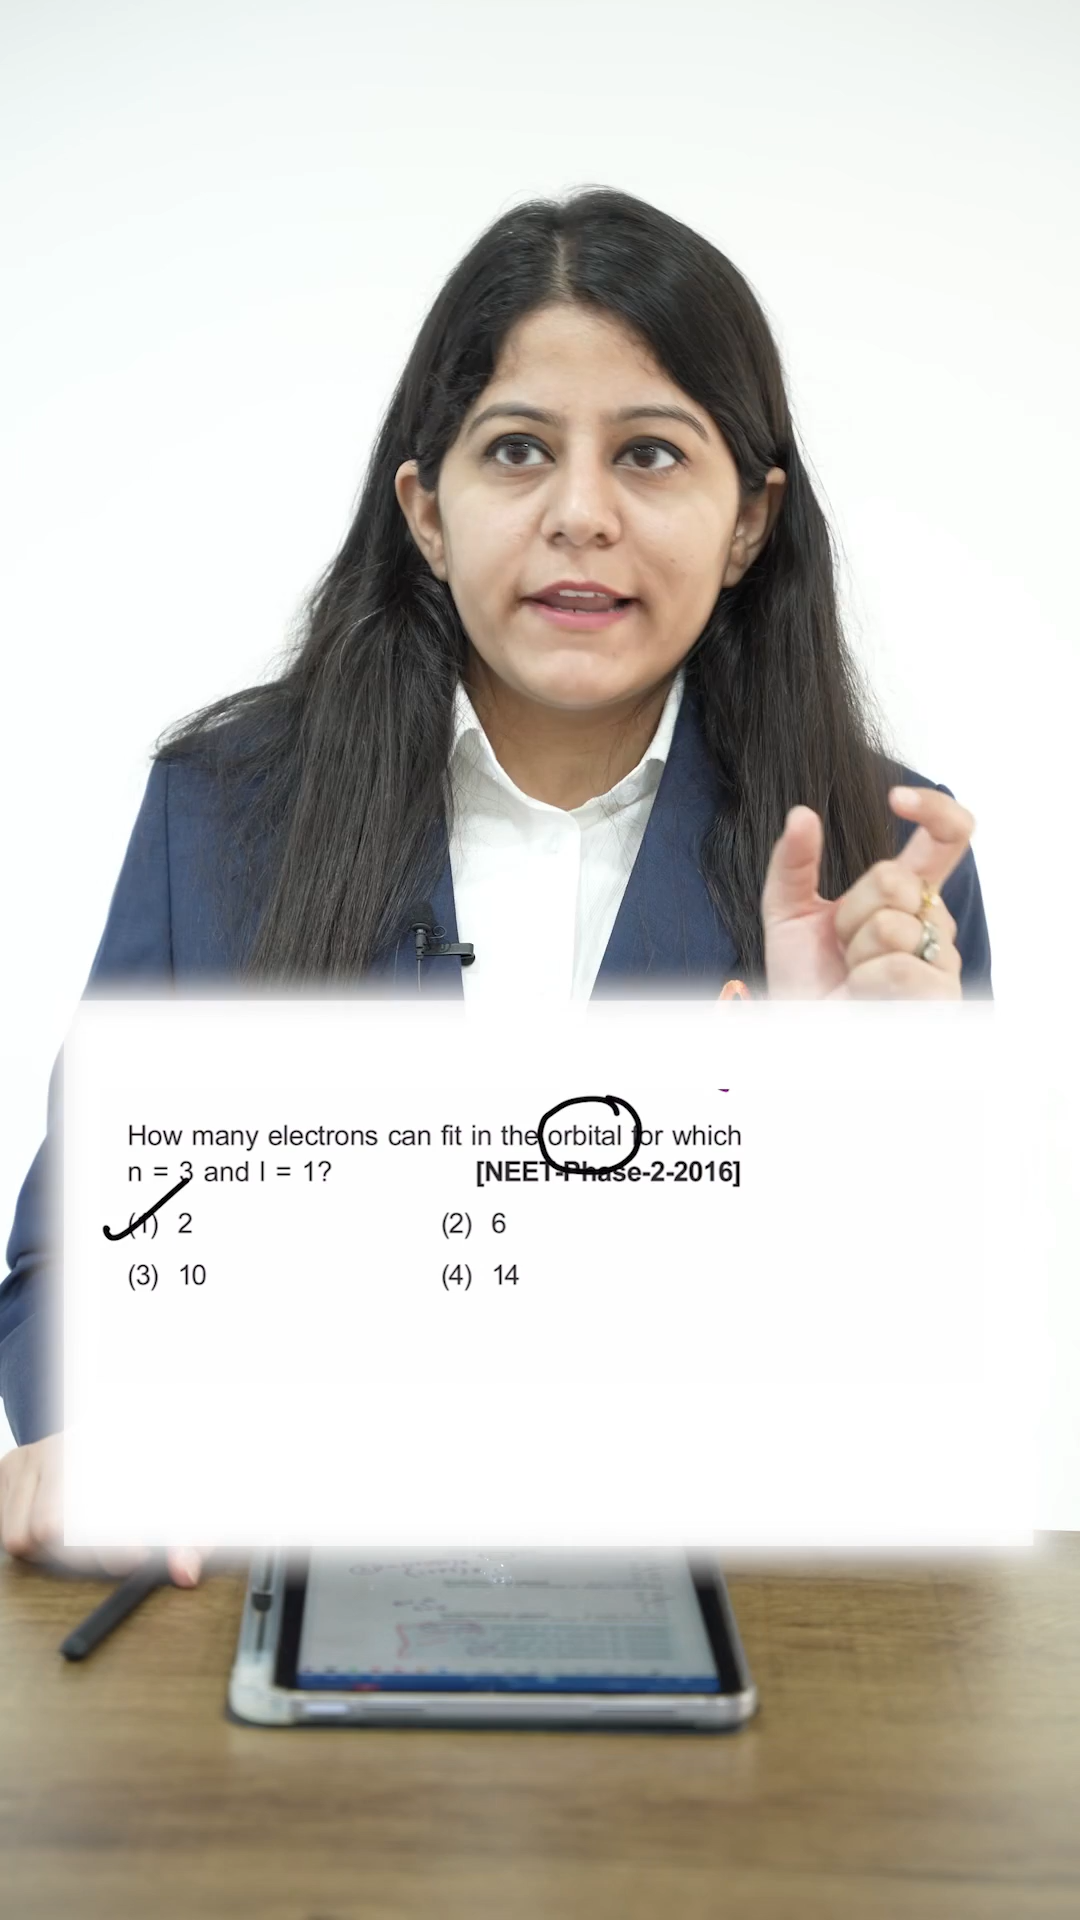 How many electrons can fit in the orbital for which
n = 3 and l = 1? [NEET-Phase-2-2016]
(1) 2 (2) 6
(3) 10 (4) 14